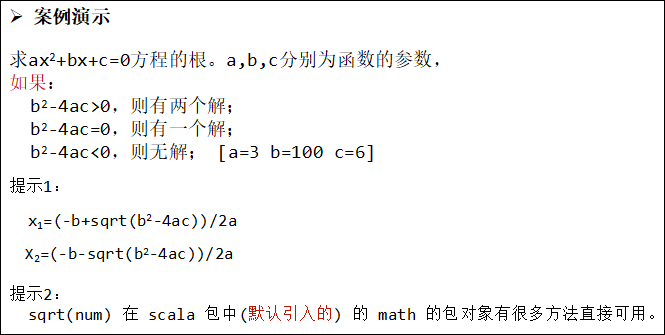 ➢ 案例演示
求ax²+bx+c=0方程的根。a,b,c分别为函数的参数，
如果：
b²-4ac>0，则有两个解；
b²-4ac=0，则有一个解；
b²-4ac<0，则无解； [a=3 b=100 c=6]
提示1：
x₁=(-b+sqrt(b²-4ac))/2a
X₂=(-b-sqrt(b²-4ac))/2a
提示2：
sqrt(num) 在 scala 包中(默认引入的) 的 math 的包对象有很多方法直接可用。